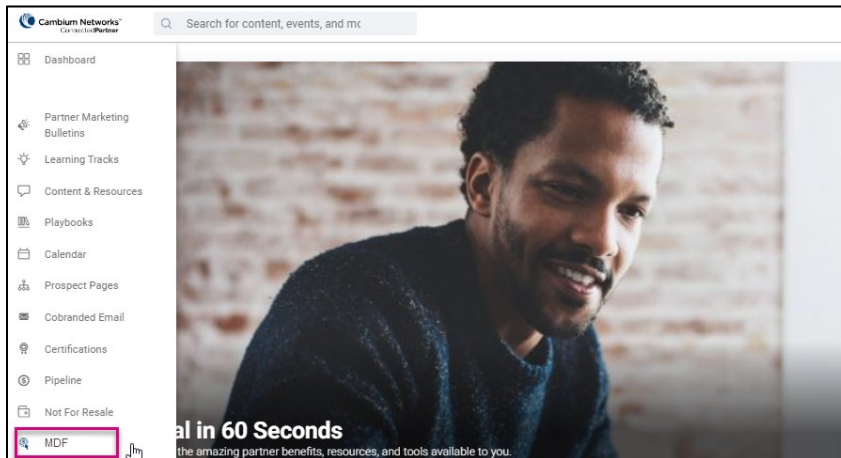 Cambium Networks™
ConnectedPartner
Search for content, events, and mc
Dashboard
Partner Marketing
Bulletins
Learning Tracks
Content & Resources
Playbooks
Calendar
Prospect Pages
Cobranded Email
Certifications
Pipeline
Not For Resale
MDF
al in 60 Seconds
the amazing partner benefits, resources, and tools available to you.